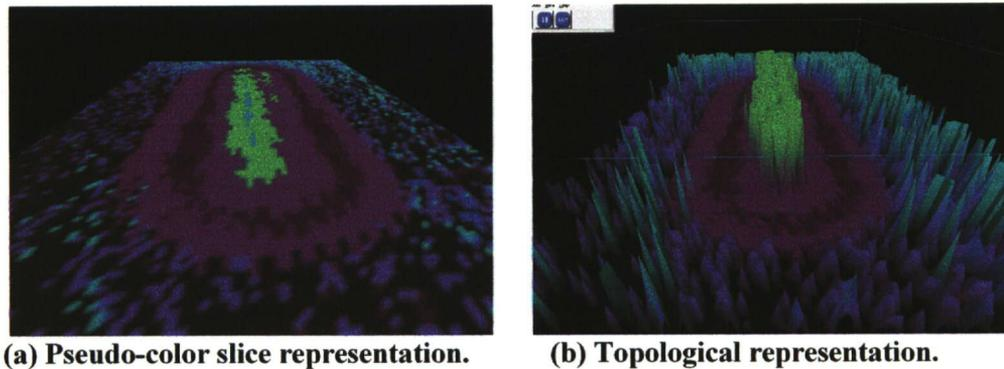 (a) Pseudo-color slice representation.
(b) Topological representation.